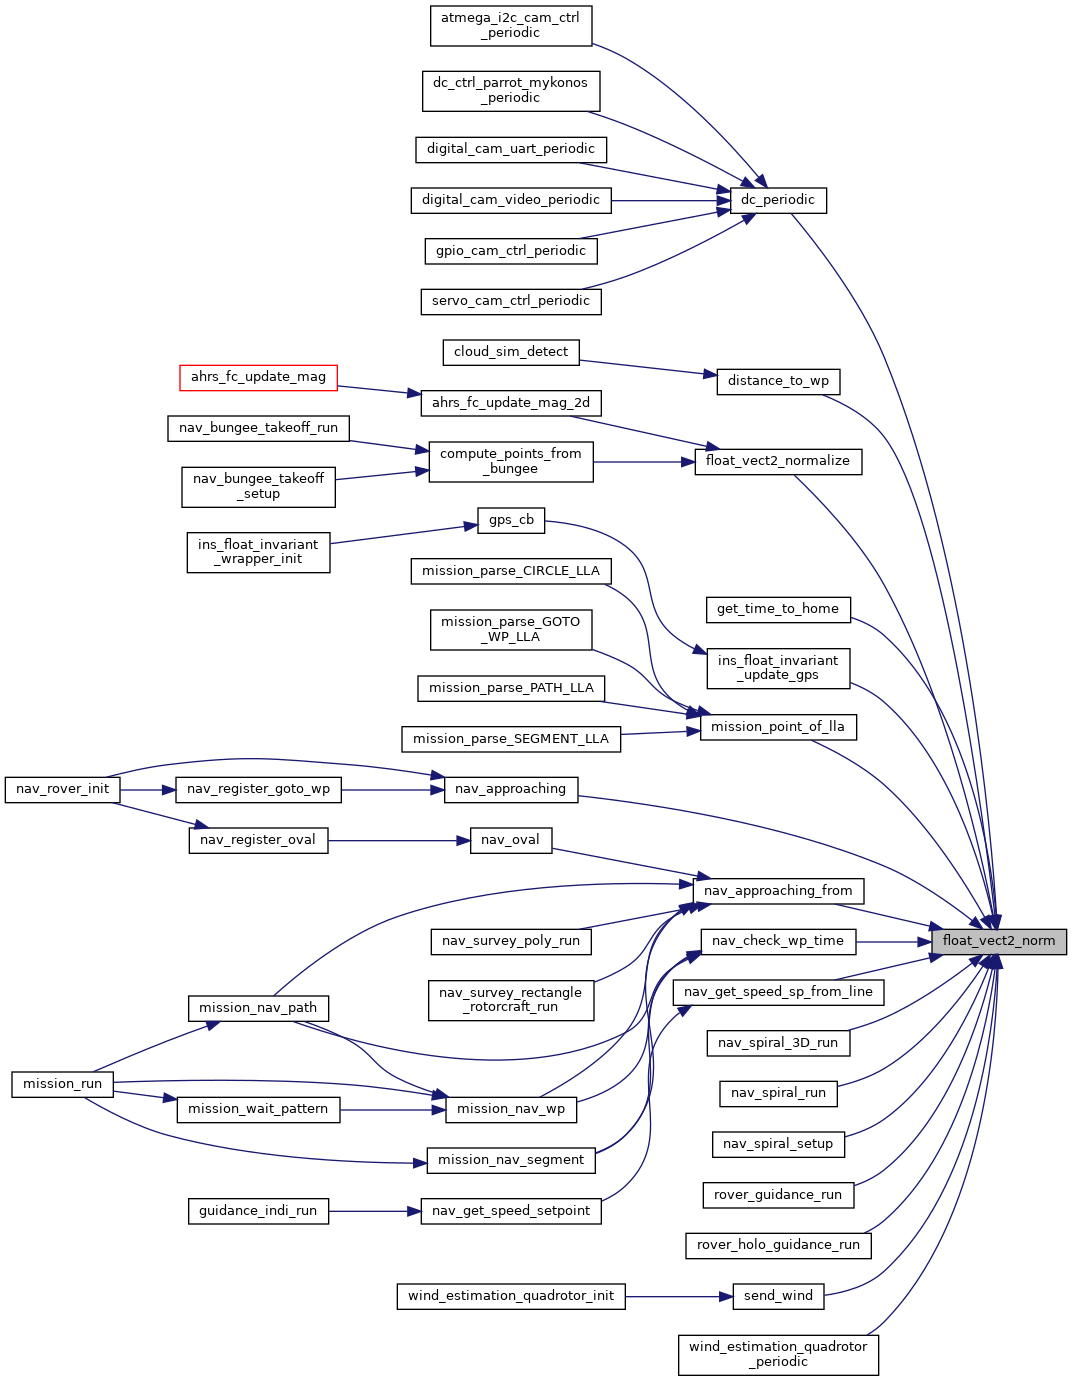 atmega_i2c_cam_ctrl
_periodic
dc_ctrl_parrot_mykonos
_periodic
digital_cam_uart_periodic
digital_cam_video_periodic
dc_periodic
gpio_cam_ctrl_periodic
servo_cam_ctrl_periodic
cloud_sim_detect
distance_to_wp
ahrs_fc_update_mag
ahrs_fc_update_mag_2d
nav_bungee_takeoff_run
compute_points_from
_bungee
float_vect2_normalize
nav_bungee_takeoff
_setup
gps_cb
ins_float_invariant
_wrapper_init
mission_parse_CIRCLE_LLA
get_time_to_home
mission_parse_GOTO
_WP_LLA
ins_float_invariant
_update_gps
mission_parse_PATH_LLA
mission_point_of_lla
mission_parse_SEGMENT_LLA
nav_rover_init
nav_register_goto_wp
nav_approaching
nav_register_oval
nav_oval
nav_approaching_from
nav_survey_poly_run
nav_check_wp_time
float_vect2_norm
nav_survey_rectangle
_rotorcraft_run
nav_get_speed_sp_from_line
mission_nav_path
nav_spiral_3D_run
mission_run
nav_spiral_run
mission_wait_pattern
mission_nav_wp
nav_spiral_setup
mission_nav_segment
rover_guidance_run
guidance_indi_run
nav_get_speed_setpoint
rover_holo_guidance_run
wind_estimation_quadrotor_init
send_wind
wind_estimation_quadrotor
_periodic